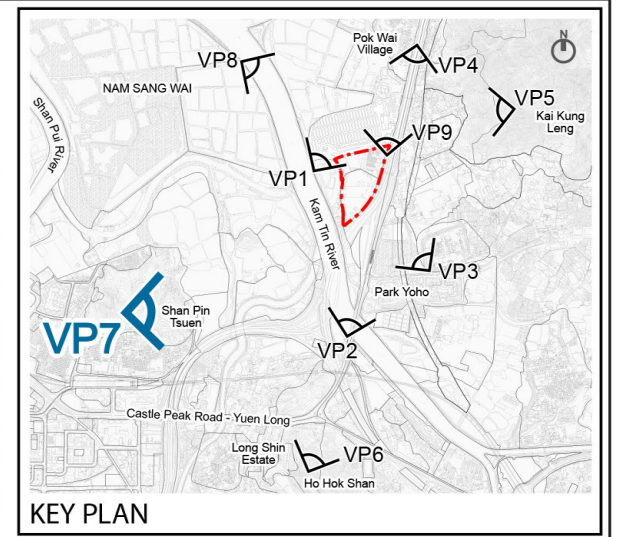 N
Pok Wai
Village
VP8
VP4
NAM SANG WAI
VP5
Kai Kung
Leng
Shan Pui River
VP9
VP1
Kam Tin River
VP3
Park Yoho
Shan Pin
Tsuen
VP7
VP2
Castle Peak Road - Yuen Long
Long Shin
Estate
VP6
Ho Hok Shan
KEY PLAN